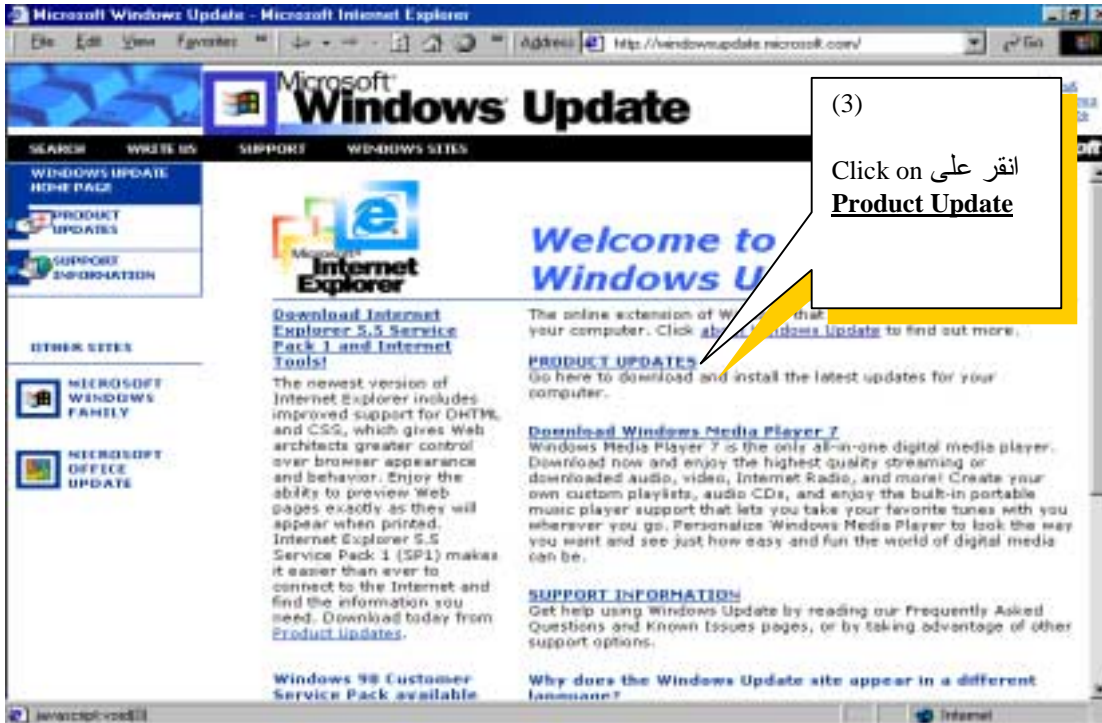 Microsoft Windows Update - Microsoft Internet Explorer
File Edit View Favorites
Address http://windowsupdate.microsoft.com/
Go
Microsoft
Windows Update
SEARCH WRITE US SUPPORT WINDOWS SITES
(3)
Click on انقر على
Product Update
WINDOWS UPDATE
HOME PAGE
PRODUCT
UPDATES
SUPPORT
INFORMATION
OTHER SITES
MICROSOFT
WINDOWS
FAMILY
MICROSOFT
OFFICE
UPDATE
Microsoft
Internet
Explorer
Download Internet
Explorer 5.5 Service
Pack 1 and Internet
Tools!
The newest version of
Internet Explorer includes
improved support for DHTML
and CSS, which gives Web
architects greater control
over browser appearance
and behavior. Enjoy the
ability to preview Web
pages exactly as they will
appear when printed.
Internet Explorer 5.5
Service Pack 1 (SP1) makes
it easier than ever to
connect to the Internet and
find the information you
need. Download today from
Product Updates.
Windows 98 Customer
Service Pack available
Welcome to
Windows U
The online extension of W that
your computer. Click about Windows Update to find out more.
PRODUCT UPDATES
Go here to download and install the latest updates for your
computer.
Download Windows Media Player 7
Windows Media Player 7 is the only all-in-one digital media player.
Download now and enjoy the highest quality streaming or
downloaded audio, video, Internet Radio, and more! Create your
own custom playlists, audio CDs, and enjoy the built-in portable
music player support that lets you take your favorite tunes with you
wherever you go. Personalize Windows Media Player to look the way
you want and see just how easy and fun the world of digital media
can be.
SUPPORT INFORMATION
Get help using Windows Update by reading our Frequently Asked
Questions and Known Issues pages, or by taking advantage of other
support options.
Why does the Windows Update site appear in a different
language?
javascript:void(0)
Internet